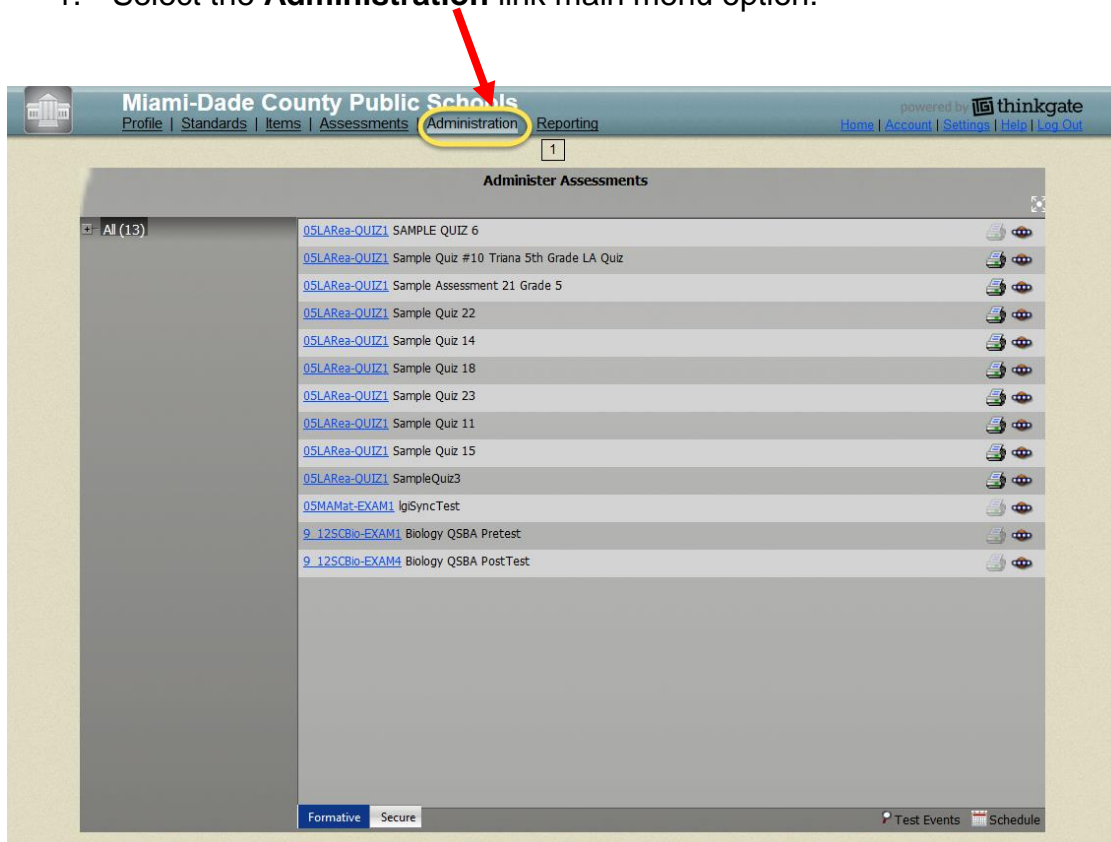 1. Select the Administration link main menu option.
Miami-Dade County Public Schools
powered by thinkgate
Profile | Standards | Items | Assessments | Administration | Reporting
Home | Account | Settings | Help | Log Out
1
Administer Assessments
All (13)
05LARea-QUIZ1 SAMPLE QUIZ 6
05LARea-QUIZ1 Sample Quiz #10 Triana 5th Grade LA Quiz
05LARea-QUIZ1 Sample Assessment 21 Grade 5
05LARea-QUIZ1 Sample Quiz 22
05LARea-QUIZ1 Sample Quiz 14
05LARea-QUIZ1 Sample Quiz 18
05LARea-QUIZ1 Sample Quiz 23
05LARea-QUIZ1 Sample Quiz 11
05LARea-QUIZ1 Sample Quiz 15
05LARea-QUIZ1 SampleQuiz3
05MAMat-EXAM1 lgiSyncTest
9_12SCBio-EXAM1 Biology QSBA Pretest
9_12SCBio-EXAM4 Biology QSBA PostTest
Formative Secure
Test Events Schedule